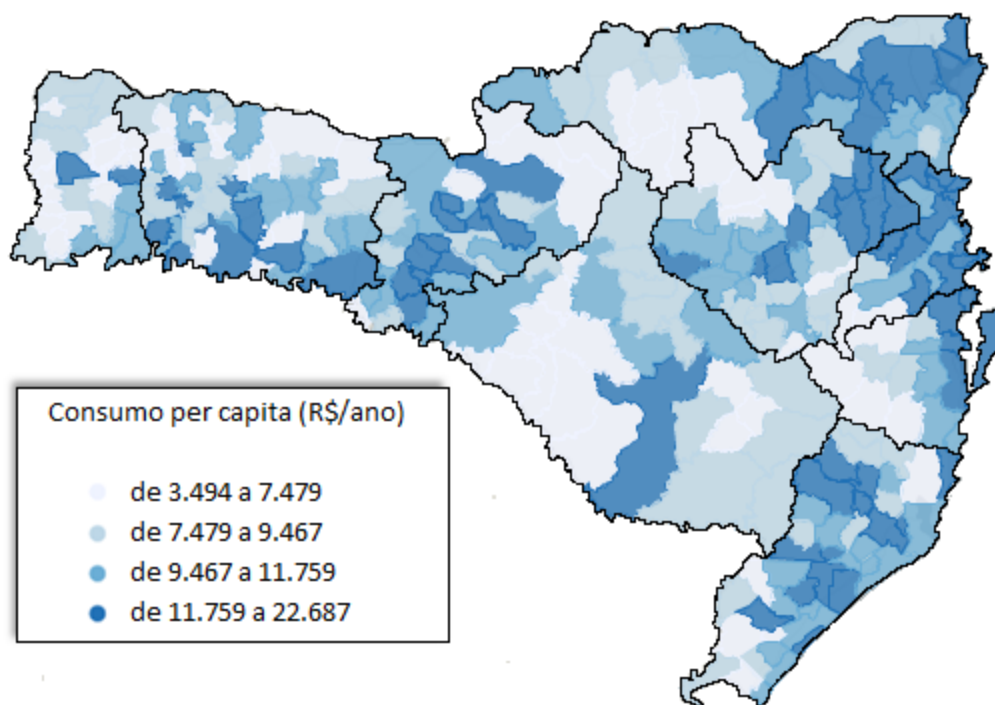 Consumo per capita (R$/ano)
de 3.494 a 7.479
de 7.479 a 9.467
de 9.467 a 11.759
de 11.759 a 22.687